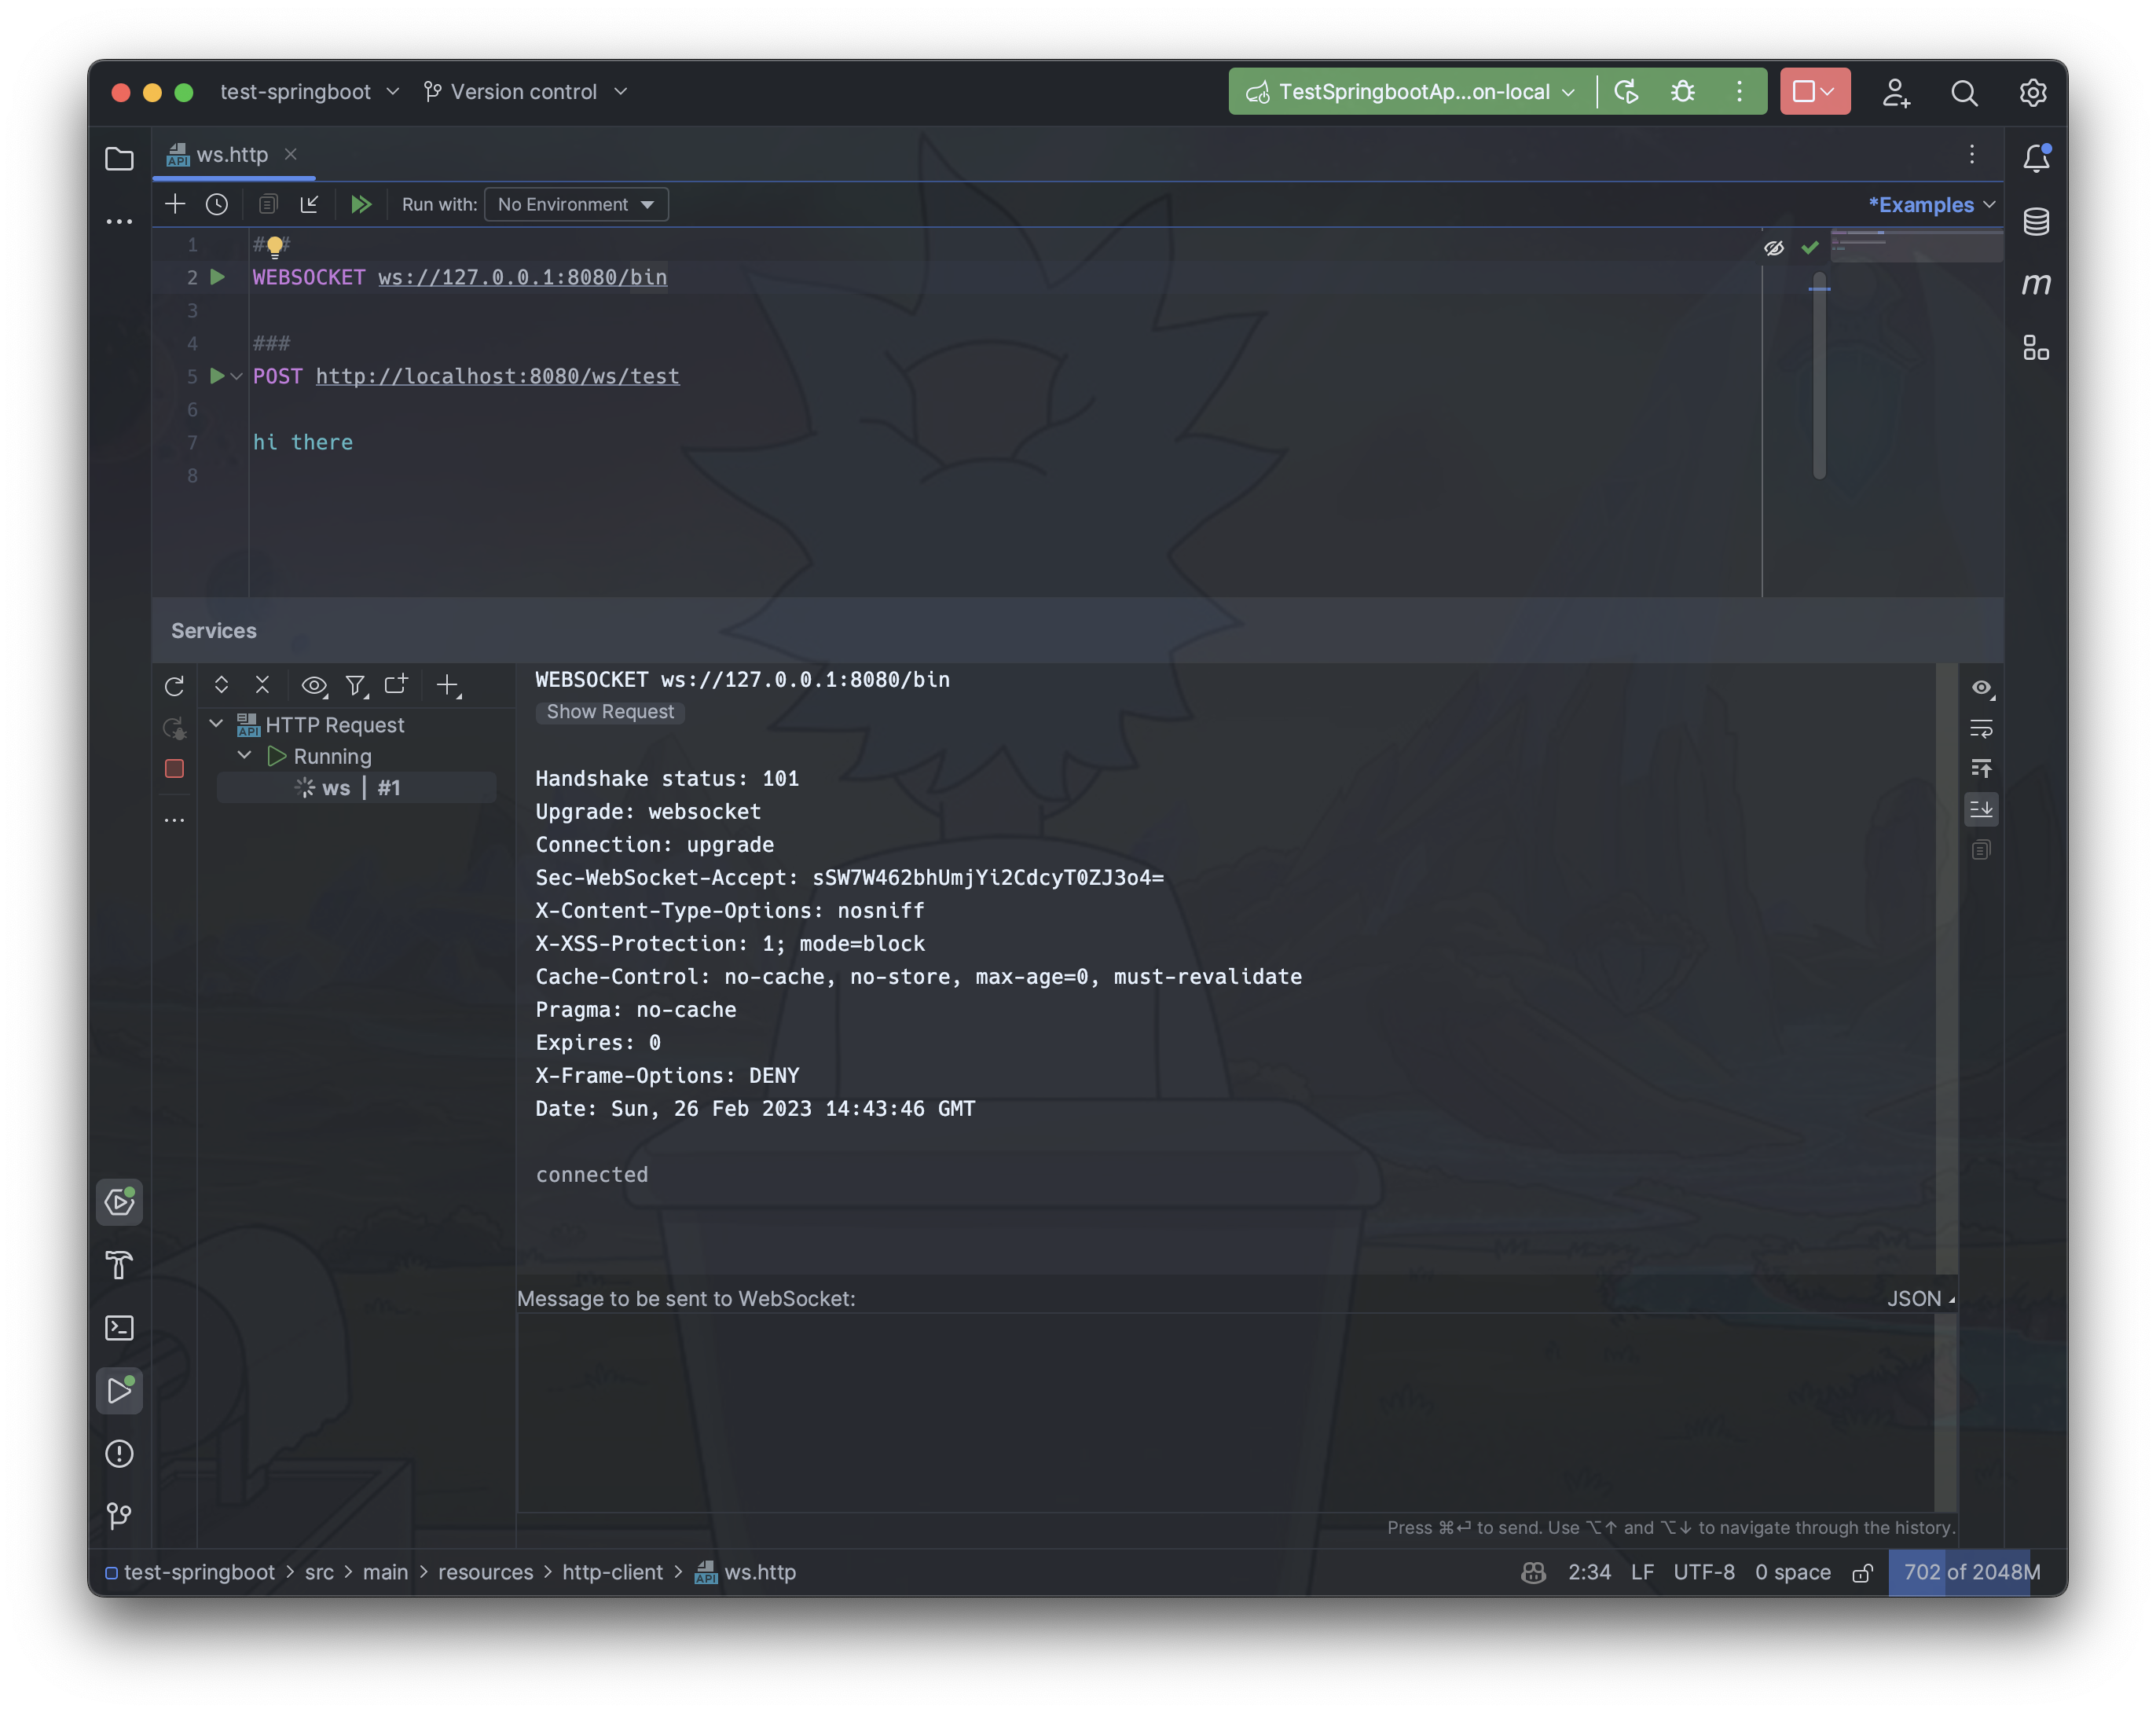 test-springboot Version control TestSpringbootAp...on-local
ws.http
Run with: No Environment *Examples
1 ###
2 WEBSOCKET ws://127.0.0.1:8080/bin
3
4 ###
5 POST http://localhost:8080/ws/test
6
7 hi there
8
Services
HTTP Request
Running
ws | #1
WEBSOCKET ws://127.0.0.1:8080/bin
Show Request
Handshake status: 101
Upgrade: websocket
Connection: upgrade
Sec-WebSocket-Accept: sSW7W462bhUmjYi2CdcyT0ZJ3o4=
X-Content-Type-Options: nosniff
X-XSS-Protection: 1; mode=block
Cache-Control: no-cache, no-store, max-age=0, must-revalidate
Pragma: no-cache
Expires: 0
X-Frame-Options: DENY
Date: Sun, 26 Feb 2023 14:43:46 GMT
connected
Message to be sent to WebSocket: JSON
Press ⌘⏎ to send. Use ⌥↑ and ⌥↓ to navigate through the history.
test-springboot > src > main > resources > http-client > API ws.http 2:34 LF UTF-8 0 space 702 of 2048M